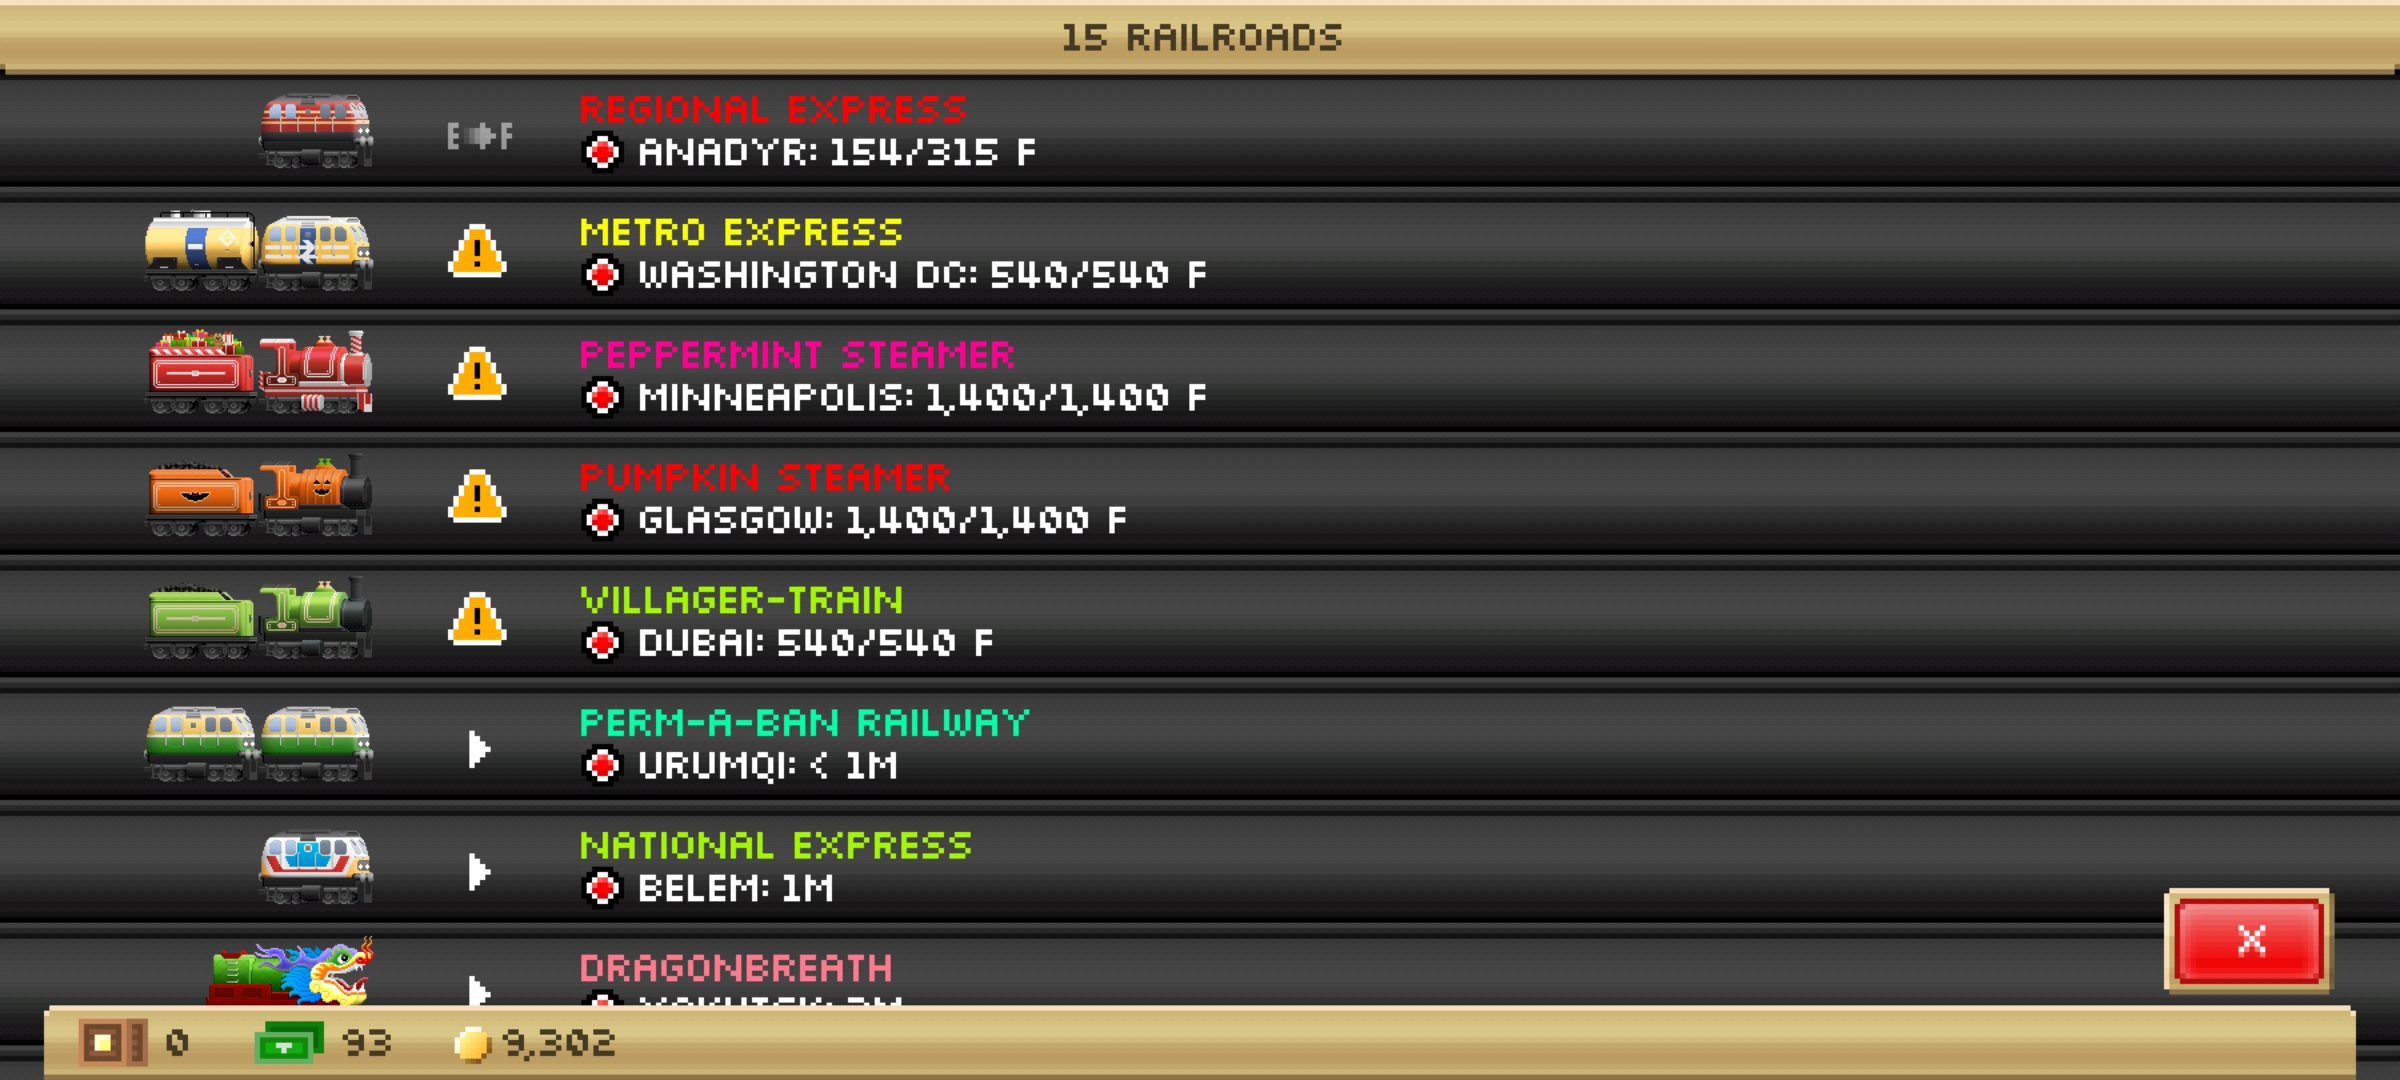 15 RAILROADS
E F
REGIONAL EXPRESS
ANADYR: 154/315 F
METRO EXPRESS
WASHINGTON DC: 540/540 F
PEPPERMINT STEAMER
MINNEAPOLIS: 1,400/1,400 F
PUMPKIN STEAMER
GLASGOW: 1,400/1,400 F
VILLAGER-TRAIN
DUBAI: 540/540 F
PERM-A-BAN RAILWAY
URUMQI: < 1M
NATIONAL EXPRESS
BELEM: 1M
DRAGONBREATH
X
0 93 9,302